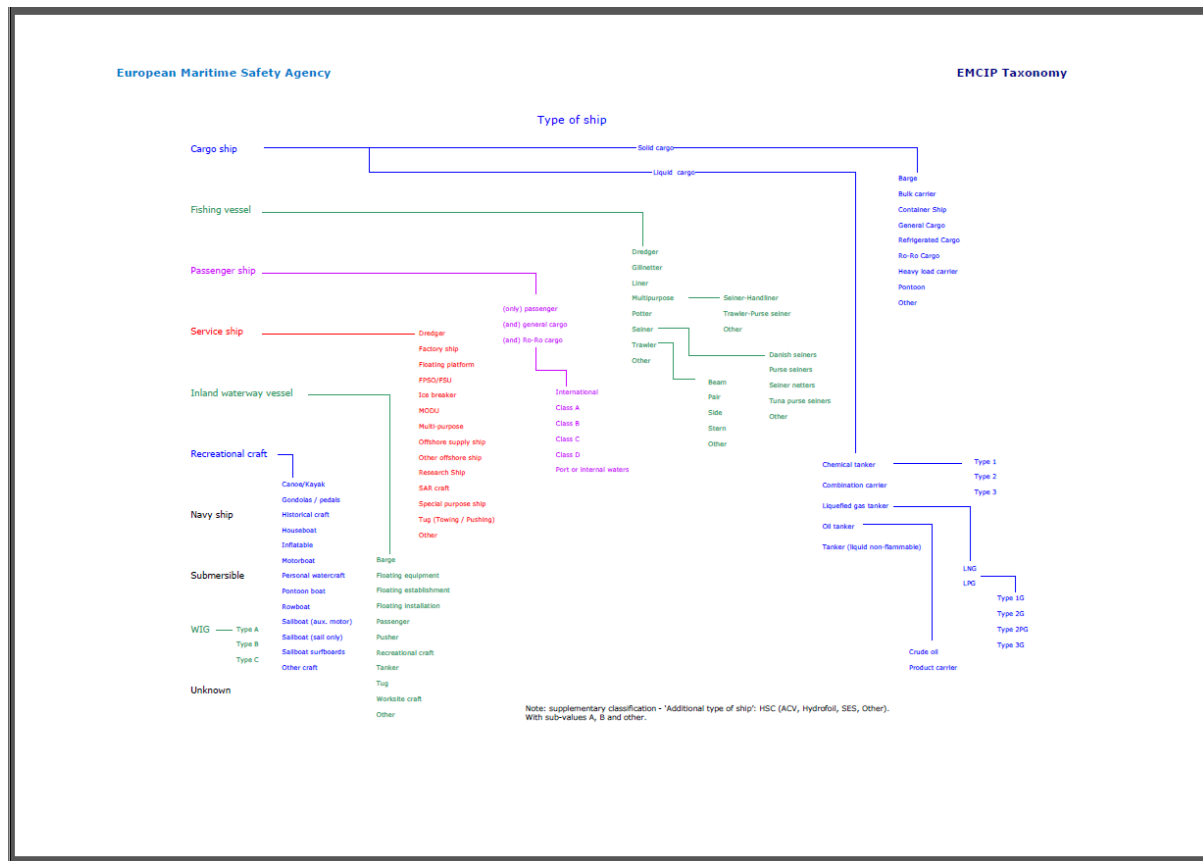 European Maritime Safety Agency
EMCIP Taxonomy
Type of ship
Cargo ship
Solid cargo
Liquid cargo
Barge
Bulk carrier
Container Ship
General Cargo
Refrigerated Cargo
Ro-Ro Cargo
Heavy load carrier
Pontoon
Other
Chemical tanker
Combination carrier
Liquefied gas tanker
Oil tanker
Tanker (liquid non-flammable)
Type 1
Type 2
Type 3
LNG
LPG
Type 1G
Type 2G
Type 2PG
Type 3G
Crude oil
Product carrier
Fishing vessel
Dredger
Gillnetter
Liner
Multipurpose
Potter
Seiner
Trawler
Other
Seiner-Handliner
Trawler-Purse seiner
Other
Danish seiners
Purse seiners
Seiner netters
Tuna purse seiners
Other
Beam
Pair
Side
Stern
Other
Passenger ship
(only) passenger
(and) general cargo
(and) Ro-Ro cargo
International
Class A
Class B
Class C
Class D
Port or internal waters
Service ship
Dredger
Factory ship
Floating platform
FPSO/FSU
Ice breaker
MODU
Multi-purpose
Offshore supply ship
Other offshore ship
Research Ship
SAR craft
Special purpose ship
Tug (Towing / Pushing)
Other
Inland waterway vessel
Barge
Floating equipment
Floating establishment
Floating installation
Passenger
Pusher
Recreational craft
Tanker
Tug
Worksite craft
Other
Recreational craft
Canoe/Kayak
Gondolas / pedals
Historical craft
Houseboat
Inflatable
Motorboat
Personal watercraft
Pontoon boat
Rowboat
Sailboat (aux. motor)
Sailboat (sail only)
Sailboat surfboards
Other craft
Navy ship
Submersible
WIG
Type A
Type B
Type C
Unknown
Note: supplementary classification - 'Additional type of ship': HSC (ACV, Hydrofoil, SES, Other).
With sub-values A, B and other.